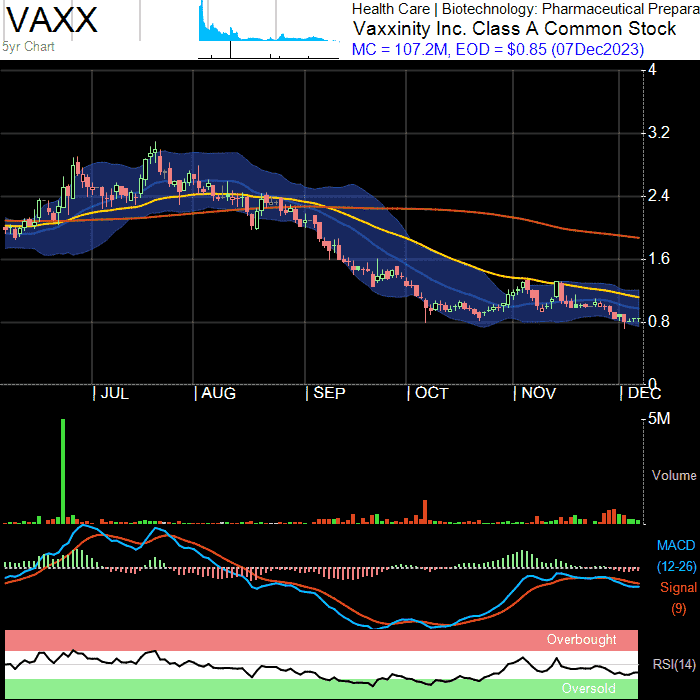 VAXX
5yr Chart
Health Care | Biotechnology: Pharmaceutical Prepara
Vaxxinity Inc. Class A Common Stock
MC = 107.2M, EOD = $0.85 (07Dec2023)
4
3.2
2.4
1.6
0.8
0
JUL AUG SEP OCT NOV DEC
5M
Volume
MACD
(12-26)
Signal
(9)
Overbought
RSI(14)
Oversold